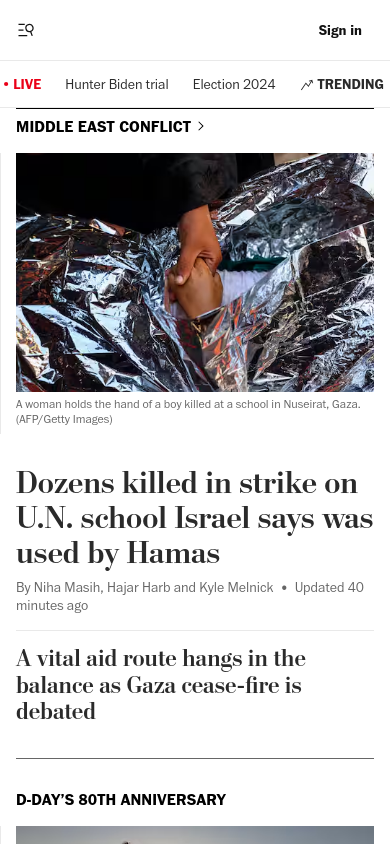 Sign in
• LIVE
Hunter Biden trial
Election 2024
TRENDING
MIDDLE EAST CONFLICT
A woman holds the hand of a boy killed at a school in Nuseirat, Gaza.
(AFP/Getty Images)
Dozens killed in strike on
U.N. school Israel says was
used by Hamas
By Niha Masih, Hajar Harb and Kyle Melnick • Updated 40
minutes ago
A vital aid route hangs in the
balance as Gaza cease-fire is
debated
D-DAY’S 80TH ANNIVERSARY